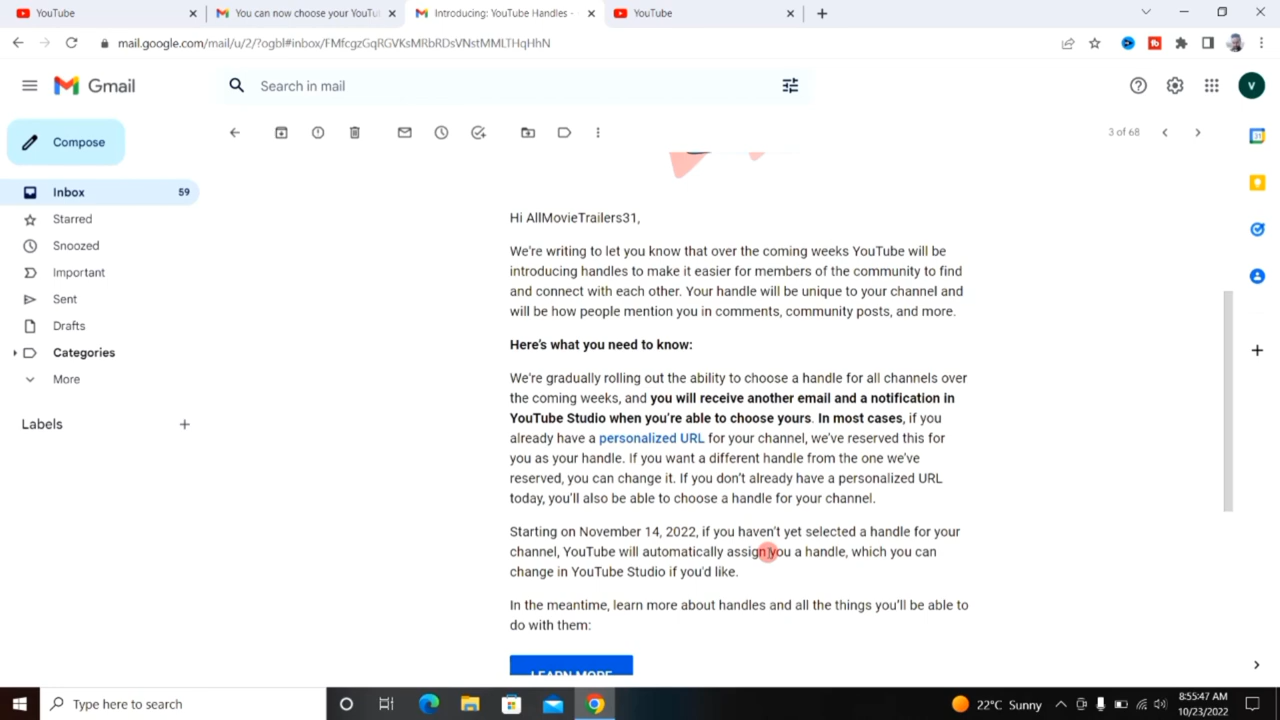 YouTube
You can now choose your YouTu
Introducing: YouTube Handles -
YouTube
mail.google.com/mail/u/2/?ogbl#inbox/FMfcgzGqRGVKsMRbRDsVNstMMLTHqHhN
Gmail
Search in mail
V
Compose
3 of 68
Inbox 59
Starred
Snoozed
Important
Sent
Drafts
Categories
More
Labels
Hi AllMovieTrailers31,
We're writing to let you know that over the coming weeks YouTube will be
introducing handles to make it easier for members of the community to find
and connect with each other. Your handle will be unique to your channel and
will be how people mention you in comments, community posts, and more.
Here's what you need to know:
We're gradually rolling out the ability to choose a handle for all channels over
the coming weeks, and you will receive another email and a notification in
YouTube Studio when you're able to choose yours. In most cases, if you
already have a personalized URL for your channel, we've reserved this for
you as your handle. If you want a different handle from the one we've
reserved, you can change it. If you don't already have a personalized URL
today, you'll also be able to choose a handle for your channel.
Starting on November 14, 2022, if you haven't yet selected a handle for your
channel, YouTube will automatically assign you a handle, which you can
change in YouTube Studio if you'd like.
In the meantime, learn more about handles and all the things you'll be able to
do with them:
LEARN MORE
Type here to search
22°C Sunny
8:55:47 AM
10/23/2022